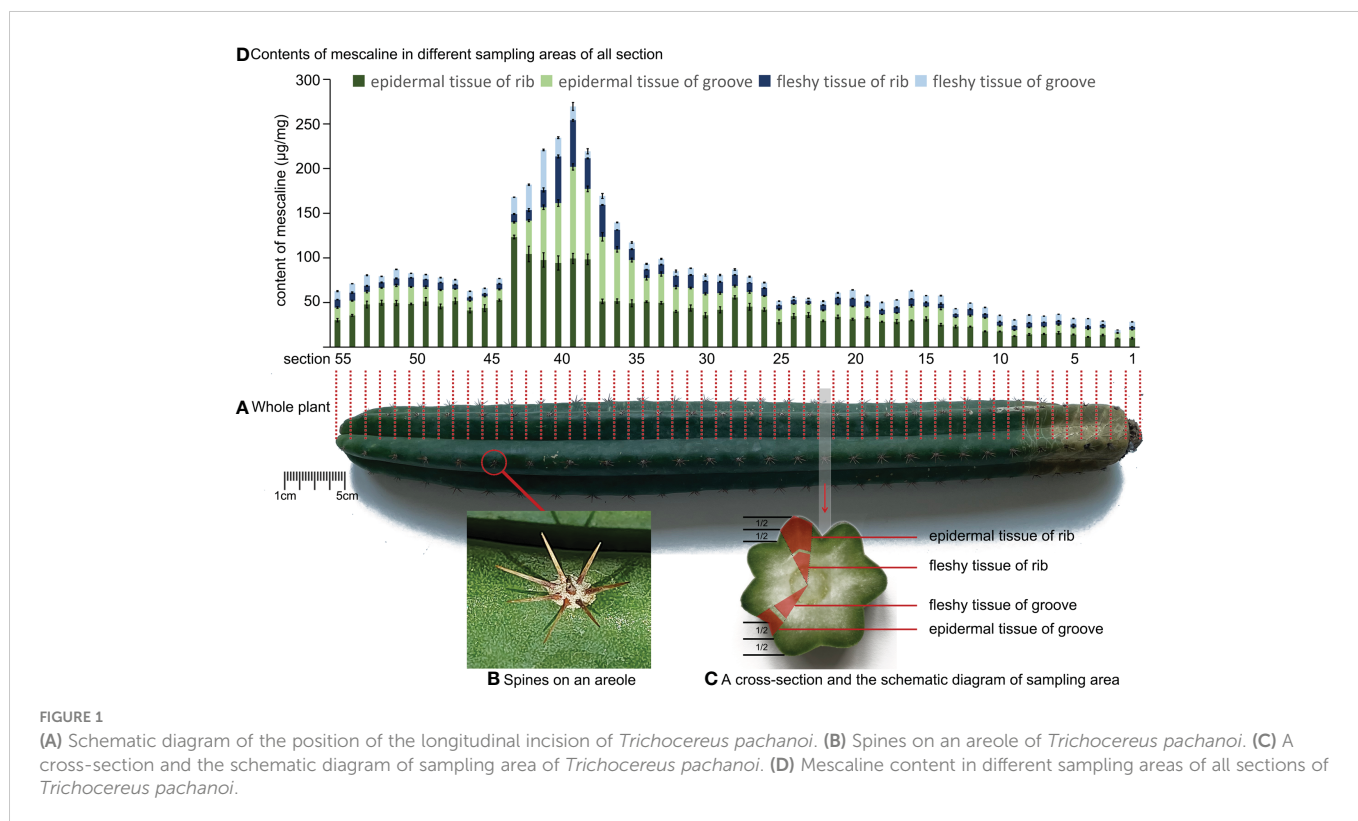 D Contents of mescaline in different sampling areas of all section
300
epidermal tissue of rib epidermal tissue of groove fleshy tissue of rib fleshy tissue of groove
250
200
150
100
50
content of mescaline (µg/mg)
section 55 50 45 40 35 30 25 20 15 10 5 1
A Whole plant
1cm 5cm
1/2
1/2
epidermal tissue of rib
fleshy tissue of rib
fleshy tissue of groove
1/2
epidermal tissue of groove
1/2
B Spines on an areole
C A cross-section and the schematic diagram of sampling area
FIGURE 1
(A) Schematic diagram of the position of the longitudinal incision of Trichocereus pachanoi. (B) Spines on an areole of Trichocereus pachanoi. (C) A
cross-section and the schematic diagram of sampling area of Trichocereus pachanoi. (D) Mescaline content in different sampling areas of all sections of
Trichocereus pachanoi.